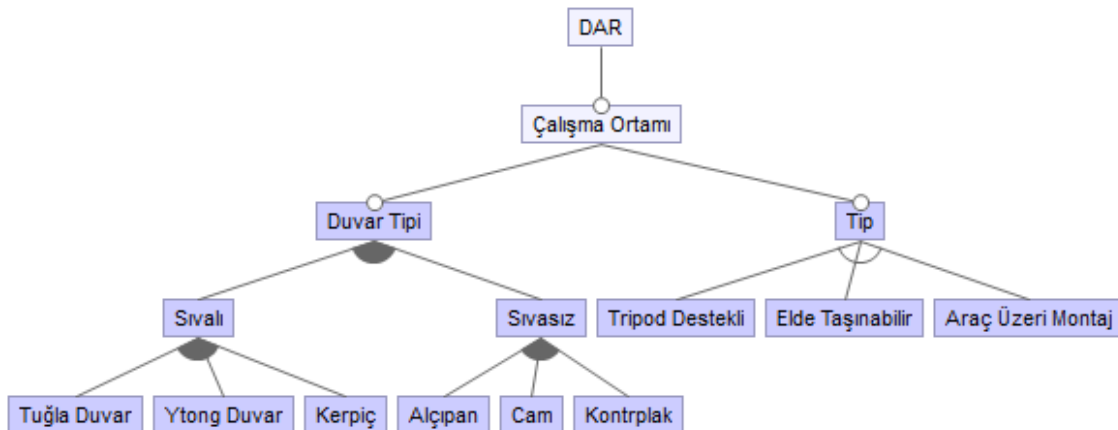 DAR
Çalışma Ortamı
Duvar Tipi
Tip
Sıvalı
Sıvasız
Tripod Destekli
Elde Taşınabilir
Araç Üzeri Montaj
Tuğla Duvar
Ytong Duvar
Kerpiç
Alçıpan
Cam
Kontrplak